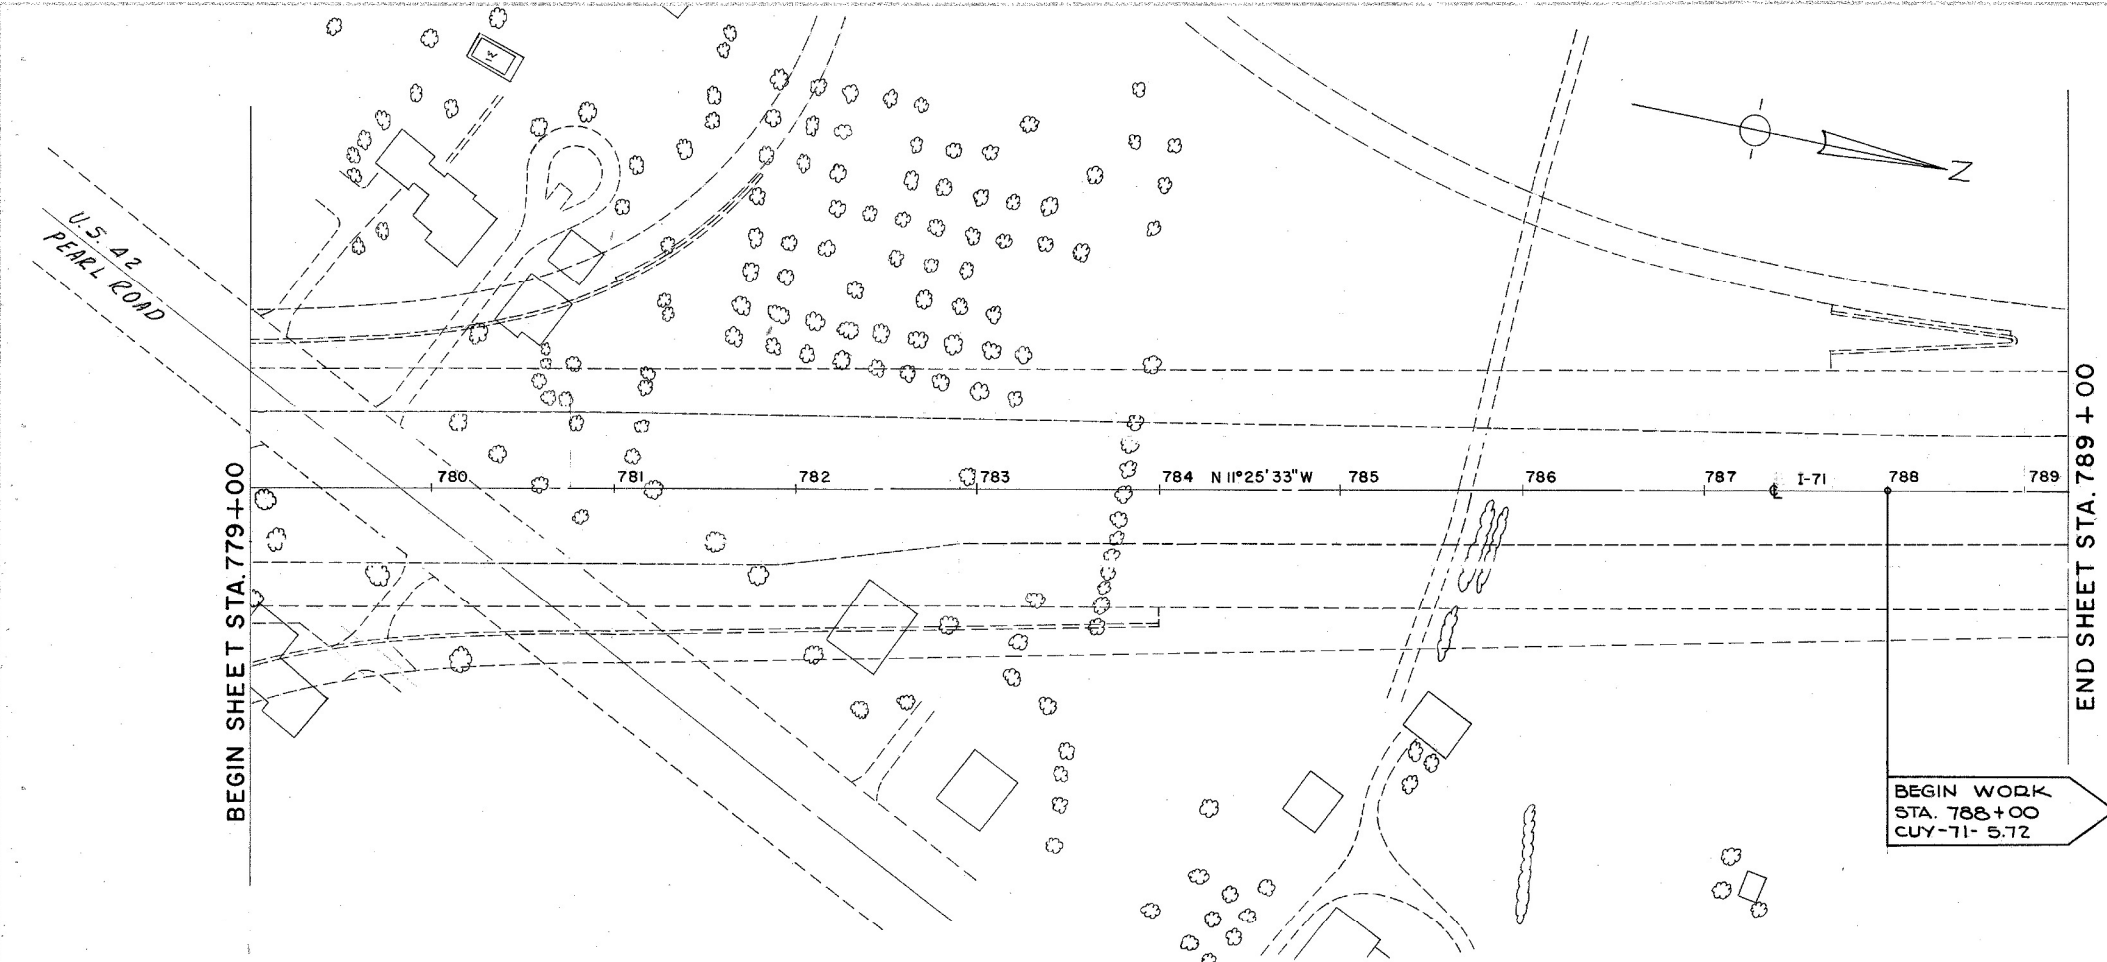 W
N
U.S. 42
PEARL ROAD
BEGIN SHEET STA. 779+00
780 781 782 783 784 N 11°25'33"W 785 786 787 ℄ I-71 788 789
END SHEET STA. 789+00
BEGIN WORK
STA. 788+00
CUY-71-5.72